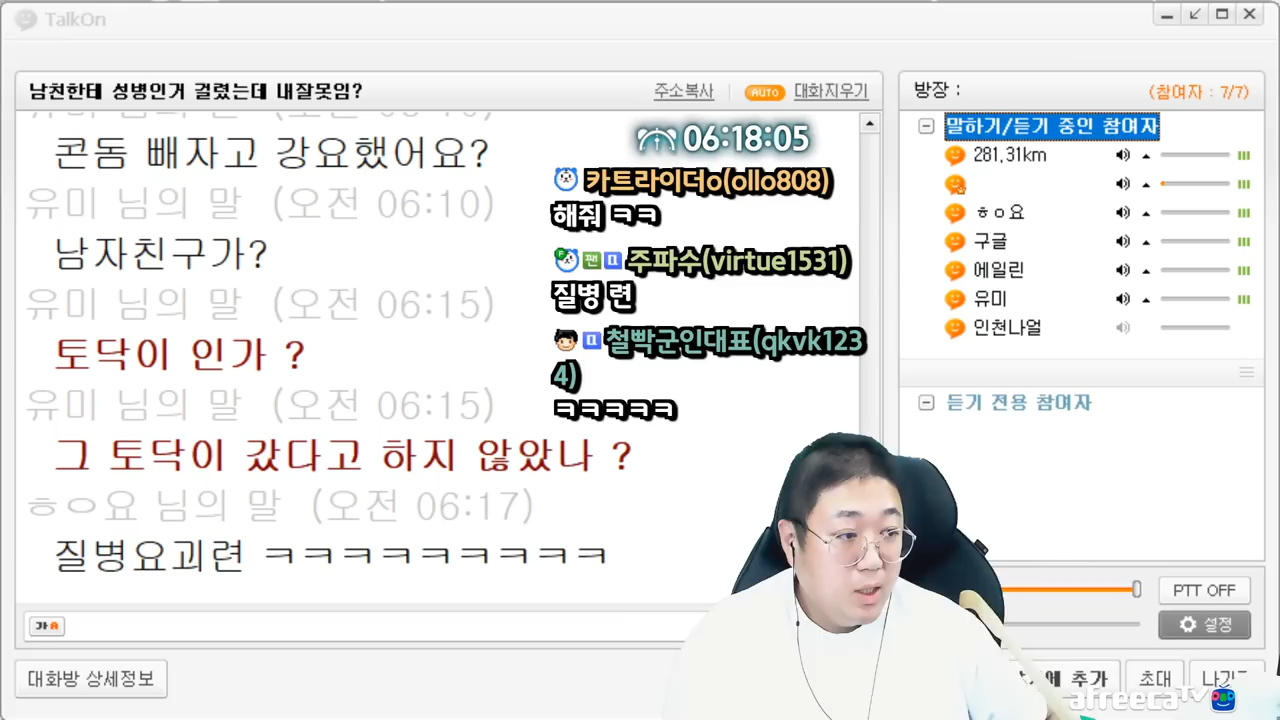 TalkOn
남친한테 성병인거 걸렸는데 내잘못임?
주소복사
AUTO
대화지우기
콘돔 빼자고 강요했어요?
유미 님의 말 (오전 06:10)
남자친구가?
유미 님의 말 (오전 06:15)
토닥이 인가 ?
유미 님의 말 (오전 06:15)
그 토닥이 갔다고 하지 않았나 ?
ㅎㅇ요 님의 말 (오전 06:17)
질병요괴련 ㅋㅋㅋㅋㅋㅋㅋㅋㅋ
가A
대화방 상세정보
06:18:05
카트라이더o(ollo808)
해줘 ㅋㅋ
F 팬 α 주파수(virtue1531)
질병 련
α 철빡군인대표(qkvk123
4)
ㅋㅋㅋㅋㅋ
방장 :
(참여자 : 7/7)
말하기/듣기 중인 참여자
281,31km
ㅎㅇ요
구글
에일린
유미
인천나얼
듣기 전용 참여자
PTT OFF
설정
에 추가
초대
afreecaTV